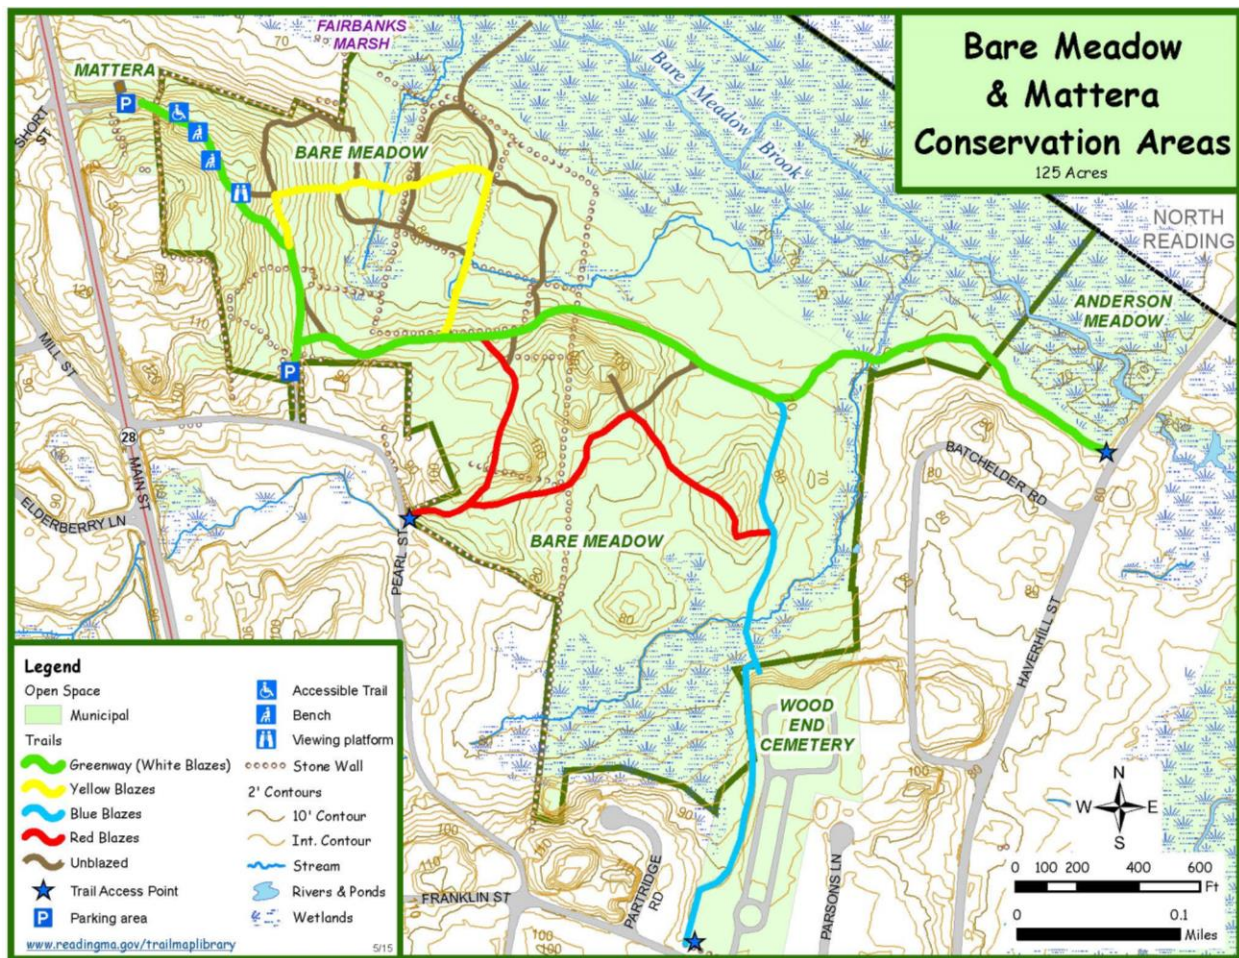 FAIRBANKS
MARSH
70
MATTERA
P
SHORT
ST
BARE MEADOW
Bare Meadow Brook
Bare Meadow
& Mattera
Conservation Areas
125 Acres
NORTH
READING
ANDERSON
MEADOW
MILL ST
P
28
MAIN ST
ELDERBERRY LN
PEARL ST
BATCHELDER RD
HAVERHILL ST
BARE MEADOW
WOOD
END
CEMETERY
PARTRIDGE
RD
FRANKLIN ST
PARSONS LN
Legend
Open Space
Municipal
Trails
Greenway (White Blazes)
Yellow Blazes
Blue Blazes
Red Blazes
Unblazed
Trail Access Point
P Parking area
Accessible Trail
Bench
Viewing platform
Stone Wall
2' Contours
10' Contour
Int. Contour
Stream
Rivers & Ponds
Wetlands
www.readingma.gov/trailmaplibrary
5/15
N
W E
S
0 100 200 400 600
Ft
0 0.1
Miles